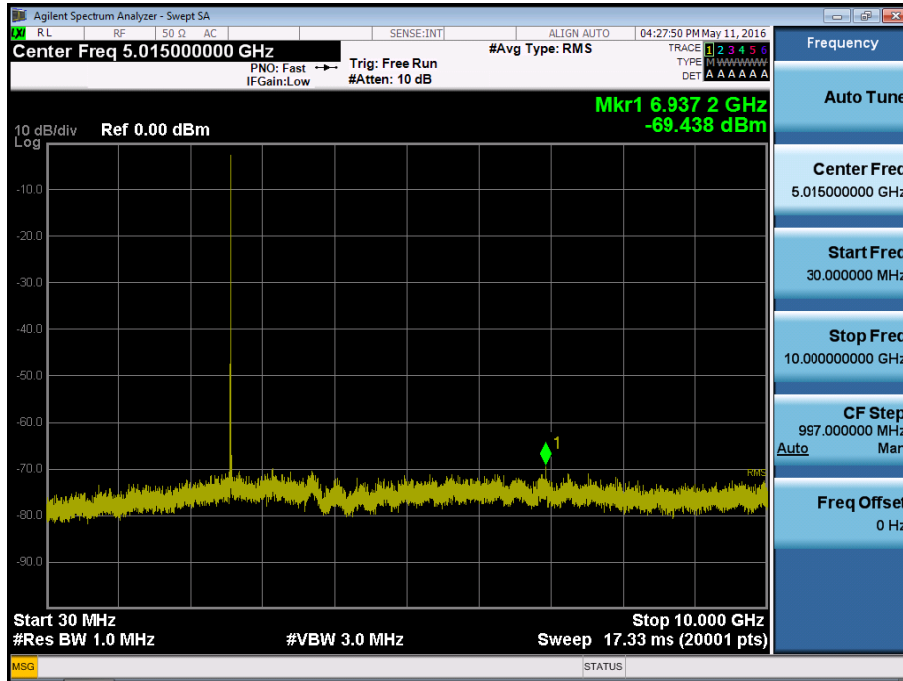 Agilent Spectrum Analyzer - Swept SA
RL RF 50 Ω AC SENSE:INT ALIGN AUTO 04:27:50 PM May 11, 2016
Center Freq 5.015000000 GHz #Avg Type: RMS TRACE 1 2 3 4 5 6
PNO: Fast Trig: Free Run TYPE M WWWWW
IFGain:Low #Atten: 10 dB DET A A A A A A
Frequency
Auto Tune
Mkr1 6.937 2 GHz
-69.438 dBm
10 dB/div Ref 0.00 dBm
Log
-10.0
-20.0
-30.0
-40.0
-50.0
-60.0
-70.0
-80.0
-90.0
1
RMS
Center Freq
5.015000000 GHz
Start Freq
30.000000 MHz
Stop Freq
10.000000000 GHz
CF Step
997.000000 MHz
Auto Man
Freq Offset
0 Hz
Start 30 MHz Stop 10.000 GHz
#Res BW 1.0 MHz #VBW 3.0 MHz Sweep 17.33 ms (20001 pts)
MSG STATUS